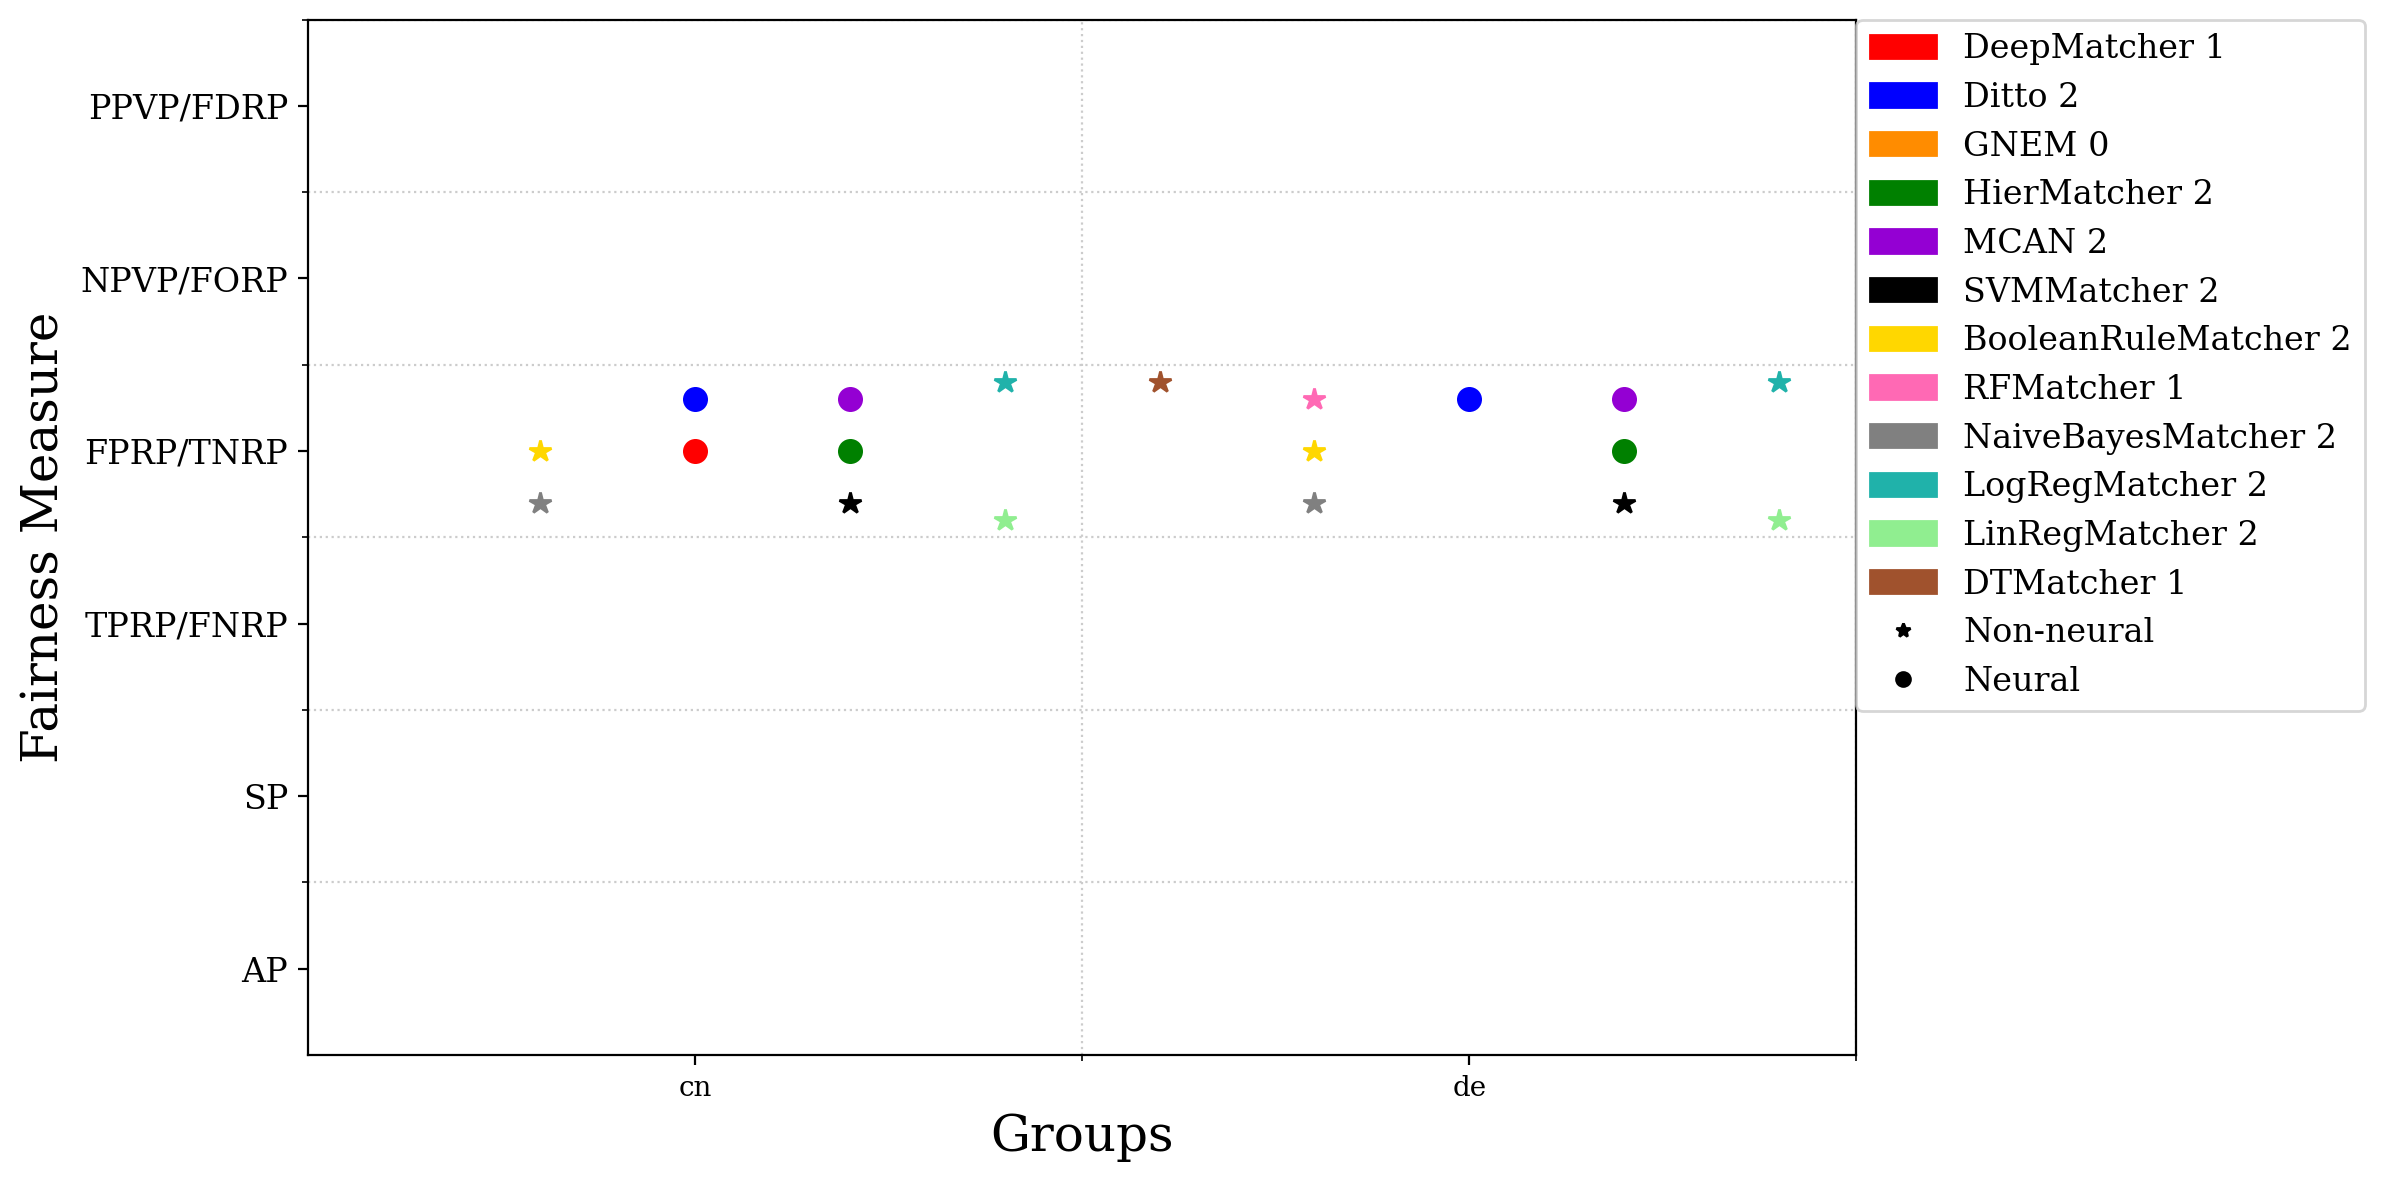 PPVP/FDRP
NPVP/FORP
FPRP/TNRP
TPRP/FNRP
SP
AP
Fairness Measure
cn
de
Groups
DeepMatcher 1
Ditto 2
GNEM 0
HierMatcher 2
MCAN 2
SVMMatcher 2
BooleanRuleMatcher 2
RFMatcher 1
NaiveBayesMatcher 2
LogRegMatcher 2
LinRegMatcher 2
DTMatcher 1
Non-neural
Neural